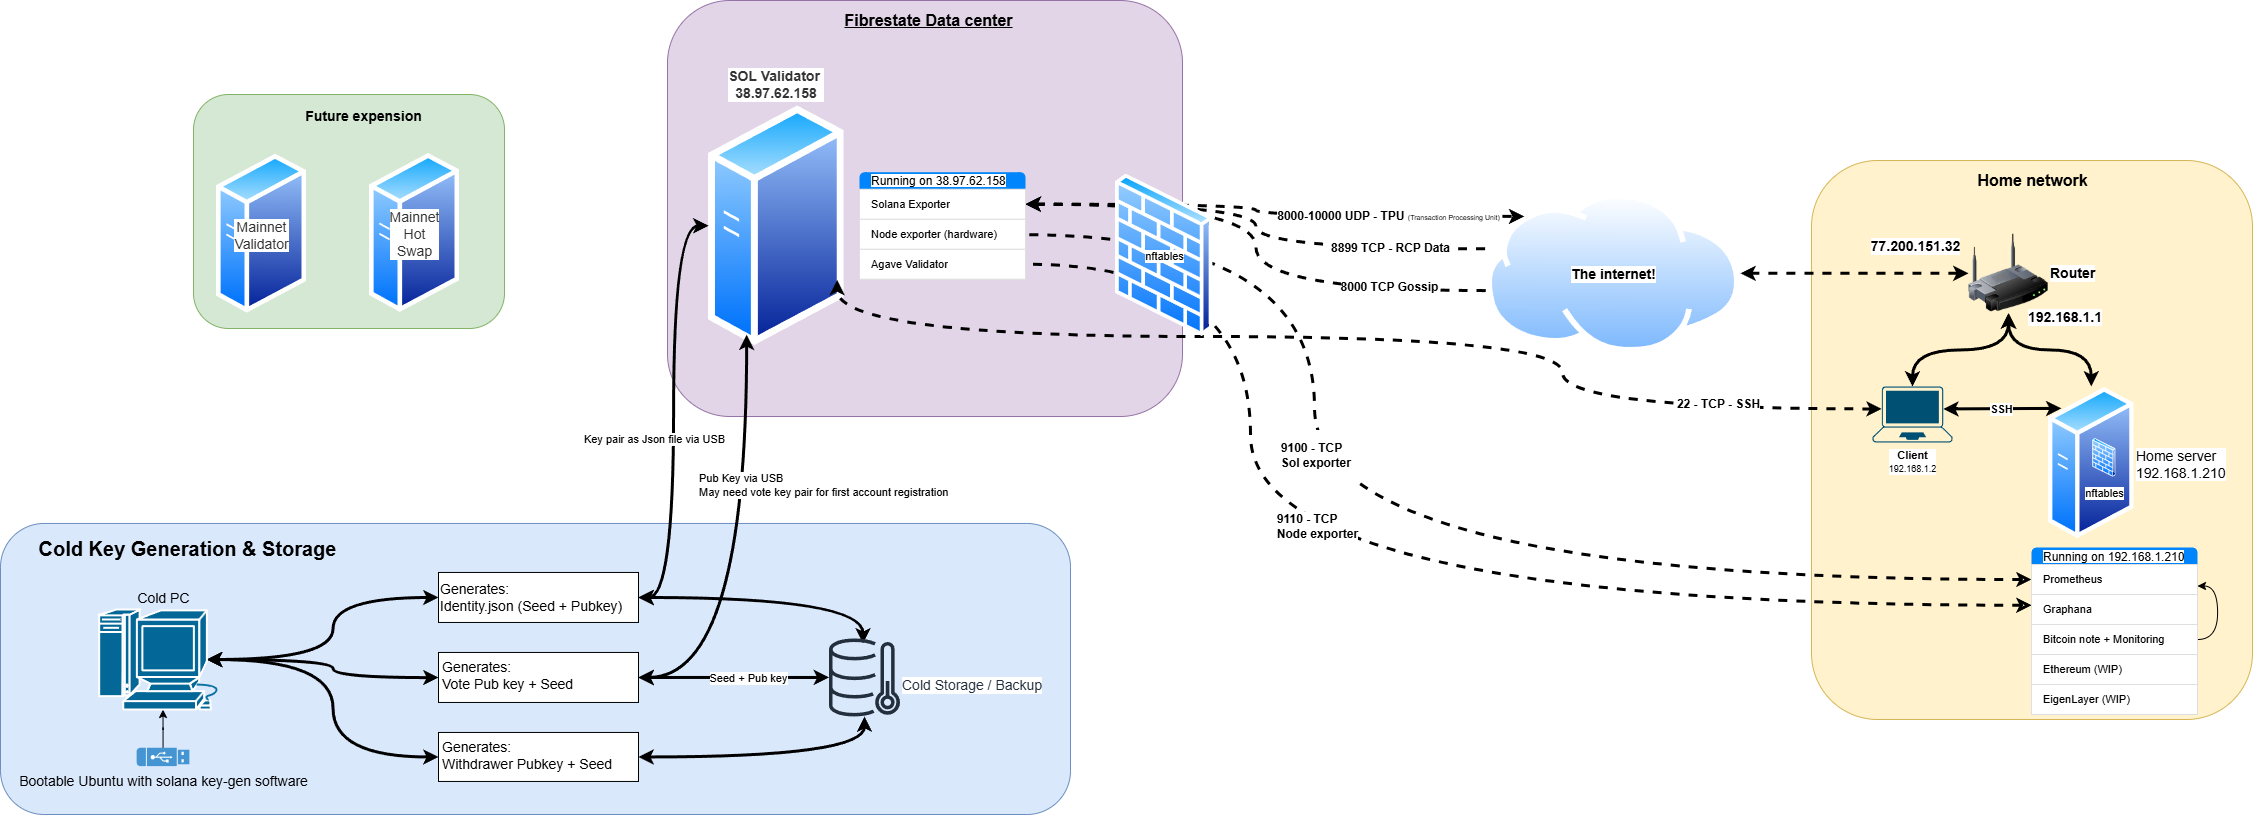 Fibrestate Data center
SOL Validator
38.97.62.158
Running on 38.97.62.158
Solana Exporter
Node exporter (hardware)
Agave Validator
nftables
Future expension
Mainnet
Validator
Mainnet
Hot
Swap
8000-10000 UDP - TPU (Transaction Processing Unit)
8899 TCP - RCP Data
8000 TCP Gossip
The internet!
Home network
77.200.151.32
Router
192.168.1.1
22 - TCP - SSH
Client
192.168.1.2
SSH
Home server
192.168.1.210
nftables
9100 - TCP
Sol exporter
9110 - TCP
Node exporter
Running on 192.168.1.210
Prometheus
Graphana
Bitcoin note + Monitoring
Ethereum (WIP)
EigenLayer (WIP)
Key pair as Json file via USB
Pub Key via USB
May need vote key pair for first account registration
Cold Key Generation & Storage
Cold PC
Bootable Ubuntu with solana key-gen software
Generates:
Identity.json (Seed + Pubkey)
Generates:
Vote Pub key + Seed
Generates:
Withdrawer Pubkey + Seed
Seed + Pub key
Cold Storage / Backup